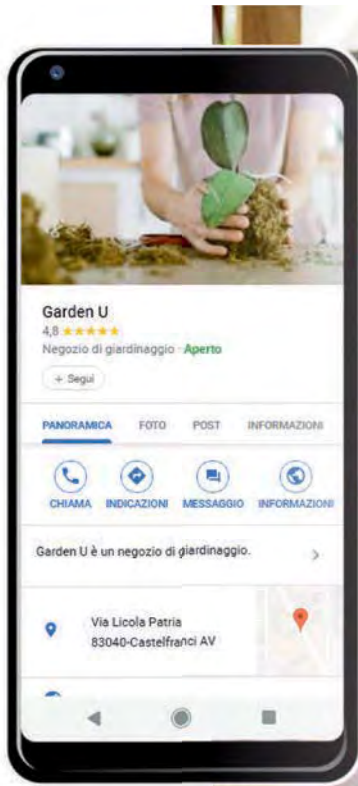 Garden U
4,8
Negozio di giardinaggio · Aperto
+ Segui
PANORAMICA FOTO POST INFORMAZIONI
CHIAMA INDICAZIONI MESSAGGIO INFORMAZIONI
Garden U è un negozio di giardinaggio.
Via Licola Patria
83040-Castelfranci AV